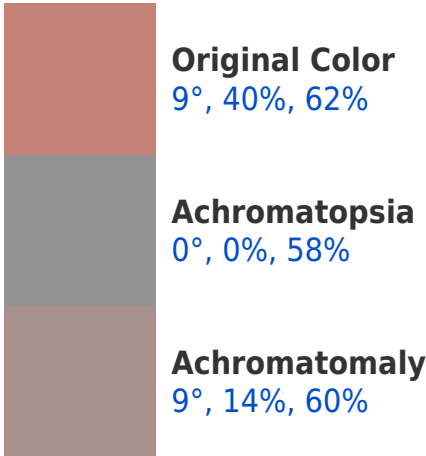 Original Color
9°, 40%, 62%
Achromatopsia
0°, 0%, 58%
Achromatomaly
9°, 14%, 60%